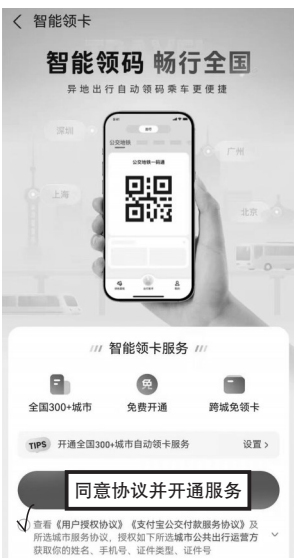 智能领卡
智能领码 畅行全国
异地出行自动领码乘车更便捷
深圳
广州
上海
北京
公交地铁
公交地铁一码通
智能领卡服务
全国300+城市
免费开通
跨城免领卡
TIPS 开通全国300+城市自动领卡服务 设置>
同意协议并开通服务
查看《用户授权协议》《支付宝公交付款服务协议》及
所选城市服务协议，授权如下所选城市公共出行运营方
获取你的姓名、手机号、证件类型、证件号